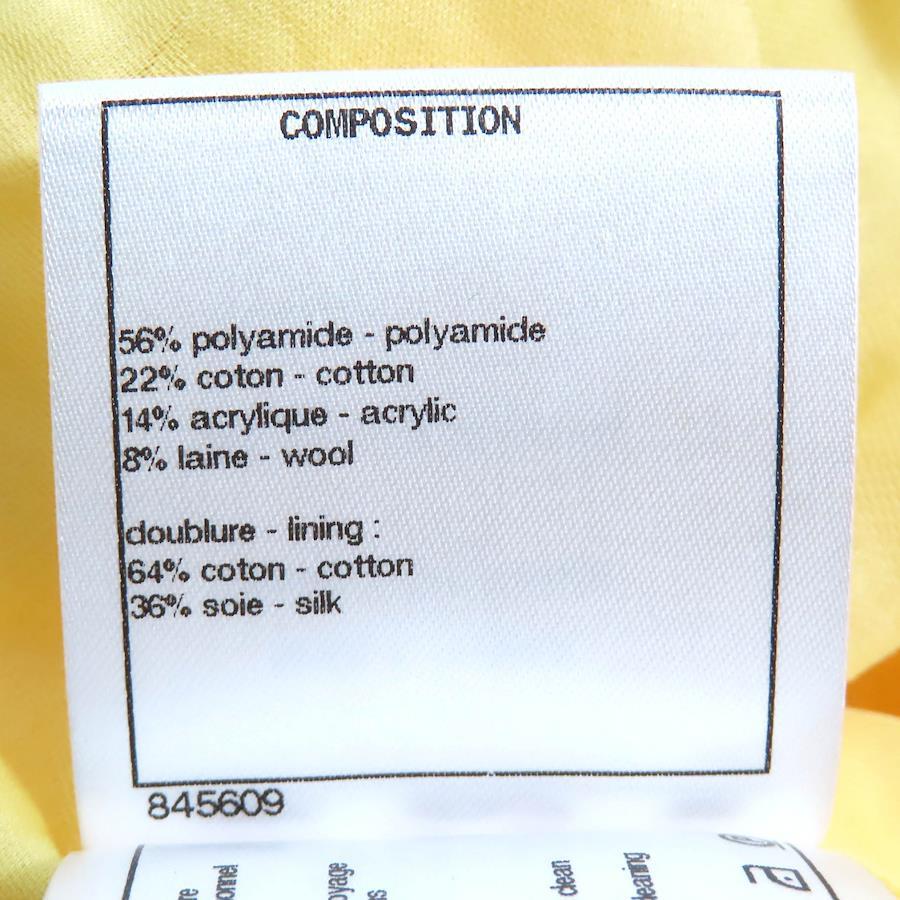 COMPOSITION
56% polyamide - polyamide
22% coton - cotton
14% acrylique - acrylic
8% laine - wool
doublure - lining :
64% coton - cotton
36% soie - silk
845609
clean